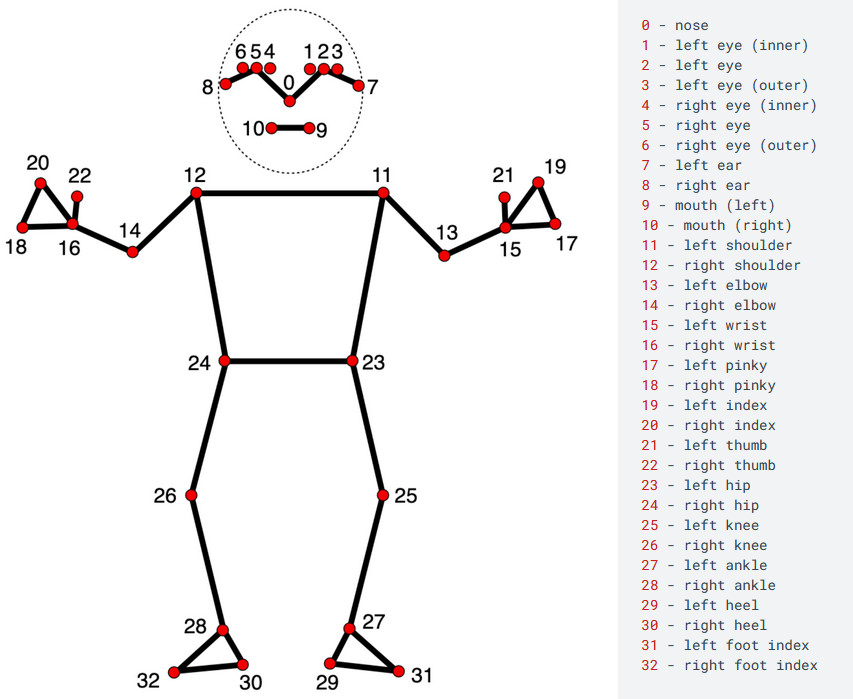 6 5 4 1 2 3
8 0 7
10 9
20 22 12 11 21 19
18 16 14 13 15 17
24 23
26 25
28 27
32 30 29 31
0 - nose
1 - left eye (inner)
2 - left eye
3 - left eye (outer)
4 - right eye (inner)
5 - right eye
6 - right eye (outer)
7 - left ear
8 - right ear
9 - mouth (left)
10 - mouth (right)
11 - left shoulder
12 - right shoulder
13 - left elbow
14 - right elbow
15 - left wrist
16 - right wrist
17 - left pinky
18 - right pinky
19 - left index
20 - right index
21 - left thumb
22 - right thumb
23 - left hip
24 - right hip
25 - left knee
26 - right knee
27 - left ankle
28 - right ankle
29 - left heel
30 - right heel
31 - left foot index
32 - right foot index